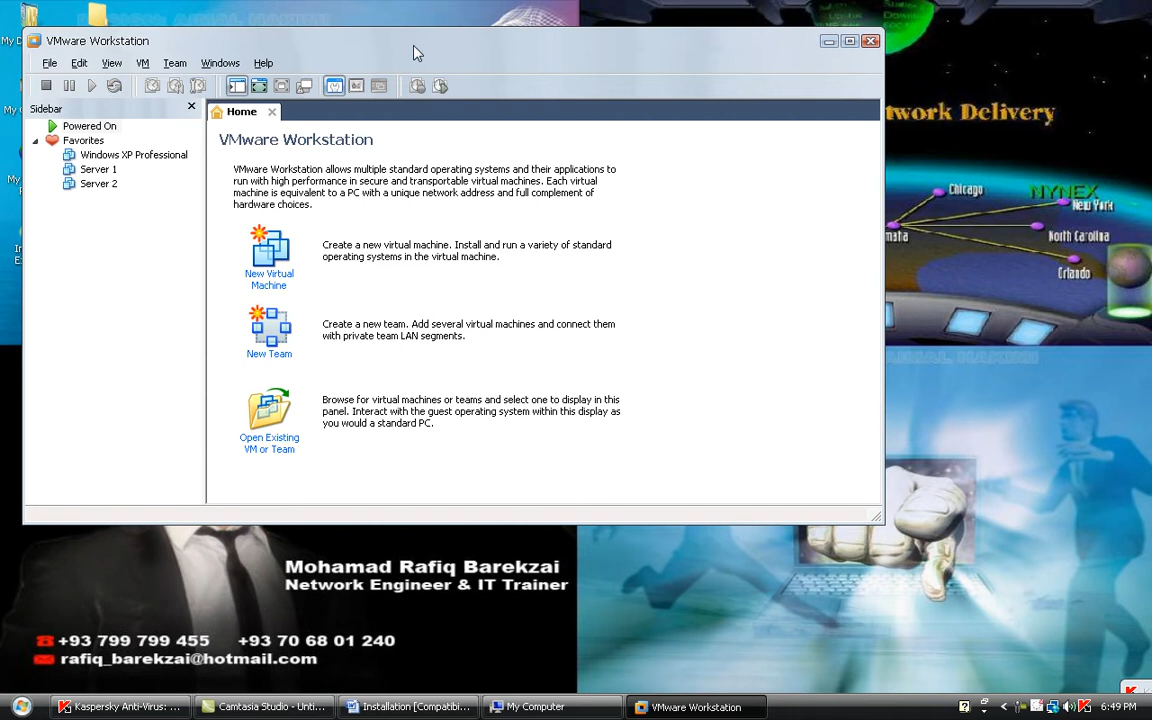 VMware Workstation
File Edit View VM Team Windows Help
Sidebar
Home
Powered On
Favorites
Windows XP Professional
Server 1
Server 2
VMware Workstation
VMware Workstation allows multiple standard operating systems and their applications to
run with high performance in secure and transportable virtual machines. Each virtual
machine is equivalent to a PC with a unique network address and full complement of
hardware choices.
New Virtual
Machine
Create a new virtual machine. Install and run a variety of standard
operating systems in the virtual machine.
New Team
Create a new team. Add several virtual machines and connect them
with private team LAN segments.
Open Existing
VM or Team
Browse for virtual machines or teams and select one to display in this
panel. Interact with the guest operating system within this display as
you would a standard PC.
twork Delivery
Chicago
NYNEX
New York
maha
North Carolina
Orlando
Mohamad Rafiq Barekzai
Network Engineer & IT Trainer
+93 799 799 455 +93 70 68 01 240
rafiq_barekzai@hotmail.com
Kaspersky Anti-Virus: ...
Camtasia Studio - Unti...
Installation [Compatibi...
My Computer
VMware Workstation
6:49 PM